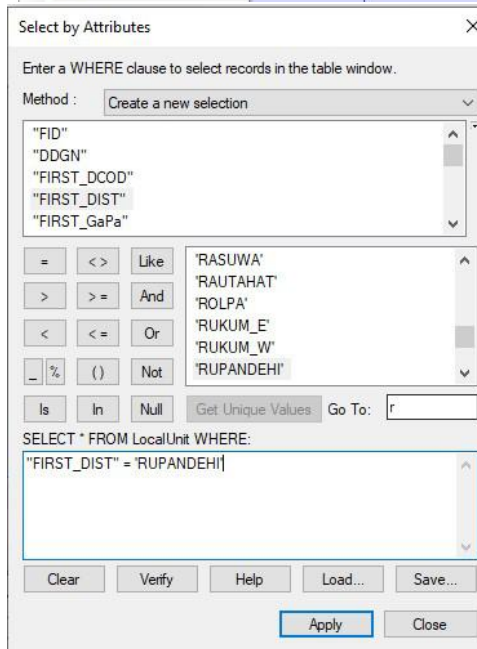 Select by Attributes
Enter a WHERE clause to select records in the table window.
Method : Create a new selection
"FID"
"DDGN"
"FIRST_DCOD"
"FIRST_DIST"
"FIRST_GaPa"
= < > Like
> > = And
< < = Or
_ % () Not
Is In Null
'RASUWA'
'RAUTAHAT'
'ROLPA'
'RUKUM_E'
'RUKUM_W'
'RUPANDEHI'
Get Unique Values Go To: r
SELECT * FROM LocalUnit WHERE:
"FIRST_DIST" = 'RUPANDEHI'
Clear Verify Help Load... Save...
Apply Close